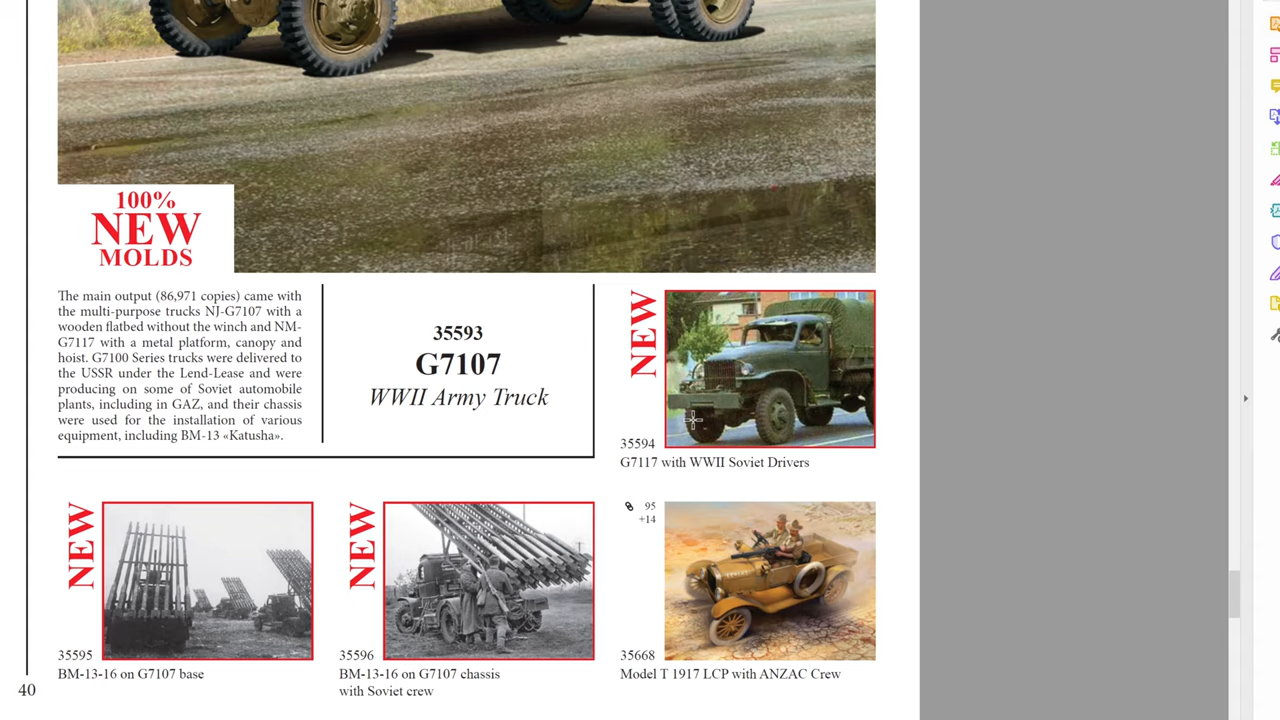 100%
NEW
MOLDS
The main output (86,971 copies) came with
the multi-purpose trucks NJ-G7107 with a
wooden flatbed without the winch and NM-
G7117 with a metal platform, canopy and
hoist. G7100 Series trucks were delivered to
the USSR under the Lend-Lease and were
producing on some of Soviet automobile
plants, including in GAZ, and their chassis
were used for the installation of various
equipment, including BM-13 «Katusha».
35593
G7107
WWII Army Truck
NEW
35594
G7117 with WWII Soviet Drivers
NEW
35595
BM-13-16 on G7107 base
NEW
35596
BM-13-16 on G7107 chassis
with Soviet crew
95
+14
35668
Model T 1917 LCP with ANZAC Crew
40